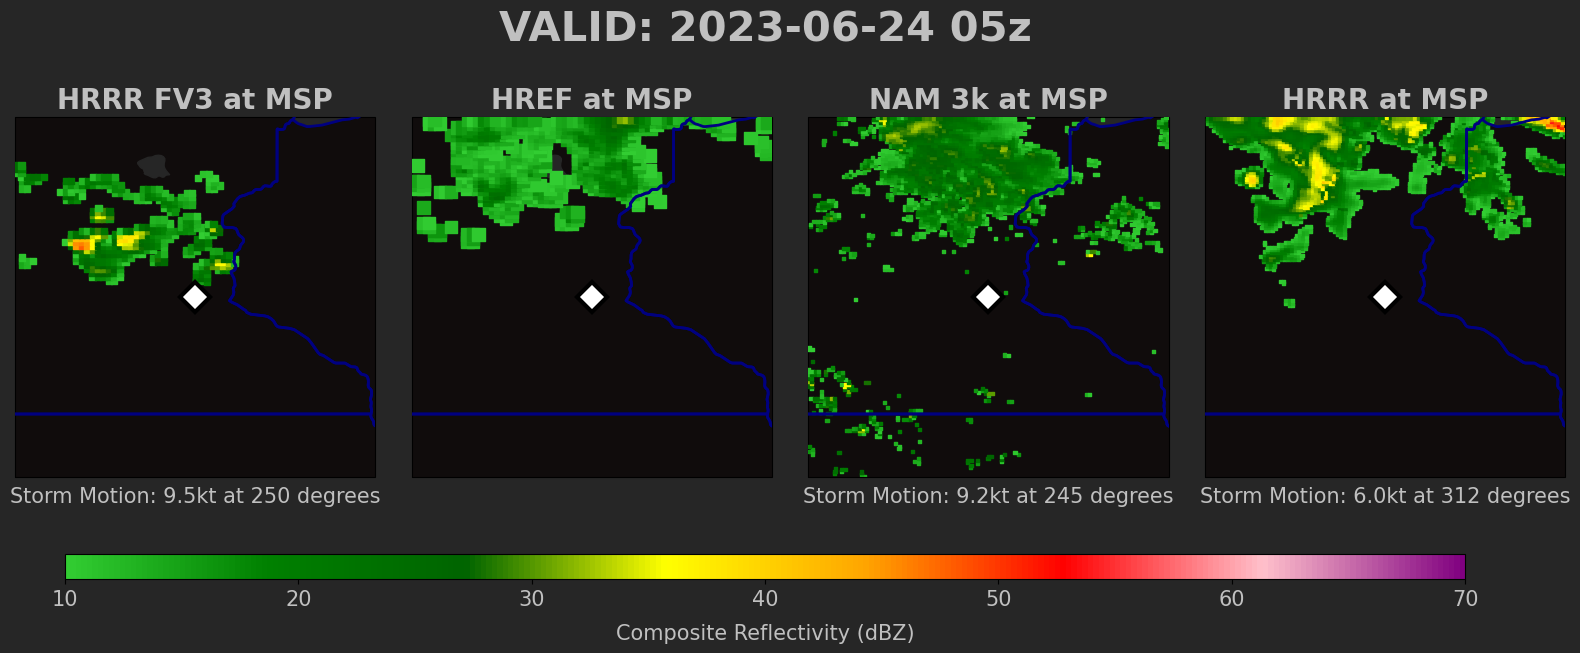 VALID: 2023-06-24 05z
HRRR FV3 at MSP
HREF at MSP
NAM 3k at MSP
HRRR at MSP
Storm Motion: 9.5kt at 250 degrees
Storm Motion: 9.2kt at 245 degrees
Storm Motion: 6.0kt at 312 degrees
10 20 30 40 50 60 70
Composite Reflectivity (dBZ)